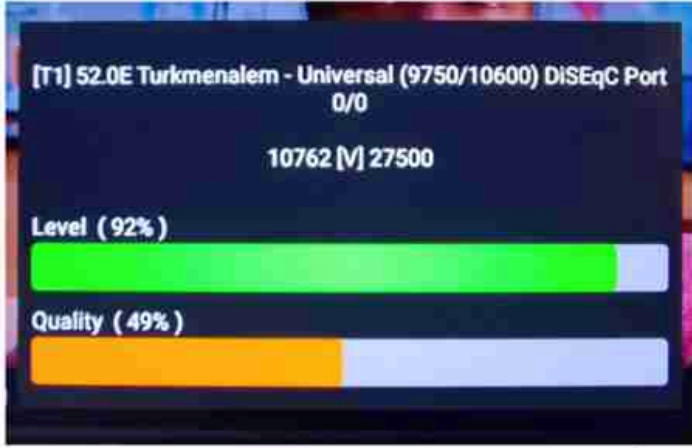 [T1] 52.0E Turkmenalem - Universal (9750/10600) DiSEqC Port
0/0
10762 [V] 27500
Level ( 92% )
Quality ( 49% )